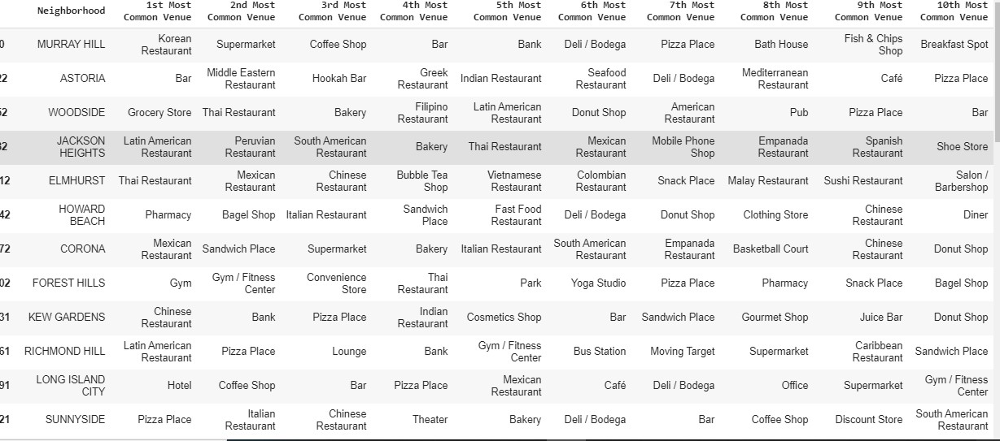 Neighborhood 1st Most Common Venue 2nd Most Common Venue 3rd Most Common Venue 4th Most Common Venue 5th Most Common Venue 6th Most Common Venue 7th Most Common Venue 8th Most Common Venue 9th Most Common Venue 10th Most Common Venue
0 MURRAY HILL Korean Restaurant Supermarket Coffee Shop Bar Bank Deli / Bodega Pizza Place Bath House Fish & Chips Shop Breakfast Spot
22 ASTORIA Bar Middle Eastern Restaurant Hookah Bar Greek Restaurant Indian Restaurant Seafood Restaurant Deli / Bodega Mediterranean Restaurant Café Pizza Place
52 WOODSIDE Grocery Store Thai Restaurant Bakery Filipino Restaurant Latin American Restaurant Donut Shop American Restaurant Pub Pizza Place Bar
32 JACKSON HEIGHTS Latin American Restaurant Peruvian Restaurant South American Restaurant Bakery Thai Restaurant Mexican Restaurant Mobile Phone Shop Empanada Restaurant Spanish Restaurant Shoe Store
12 ELMHURST Thai Restaurant Mexican Restaurant Chinese Restaurant Bubble Tea Shop Vietnamese Restaurant Colombian Restaurant Snack Place Malay Restaurant Sushi Restaurant Salon / Barbershop
42 HOWARD BEACH Pharmacy Bagel Shop Italian Restaurant Sandwich Place Fast Food Restaurant Deli / Bodega Donut Shop Clothing Store Chinese Restaurant Diner
72 CORONA Mexican Restaurant Sandwich Place Supermarket Bakery Italian Restaurant South American Restaurant Empanada Restaurant Basketball Court Chinese Restaurant Donut Shop
02 FOREST HILLS Gym Gym / Fitness Center Convenience Store Thai Restaurant Park Yoga Studio Pizza Place Pharmacy Snack Place Bagel Shop
31 KEW GARDENS Chinese Restaurant Bank Pizza Place Indian Restaurant Cosmetics Shop Bar Sandwich Place Gourmet Shop Juice Bar Donut Shop
61 RICHMOND HILL Latin American Restaurant Pizza Place Lounge Bank Gym / Fitness Center Bus Station Moving Target Supermarket Caribbean Restaurant Sandwich Place
91 LONG ISLAND CITY Hotel Coffee Shop Bar Pizza Place Mexican Restaurant Café Deli / Bodega Office Supermarket Gym / Fitness Center
21 SUNNYSIDE Pizza Place Italian Restaurant Chinese Restaurant Theater Bakery Deli / Bodega Bar Coffee Shop Discount Store South American Restaurant